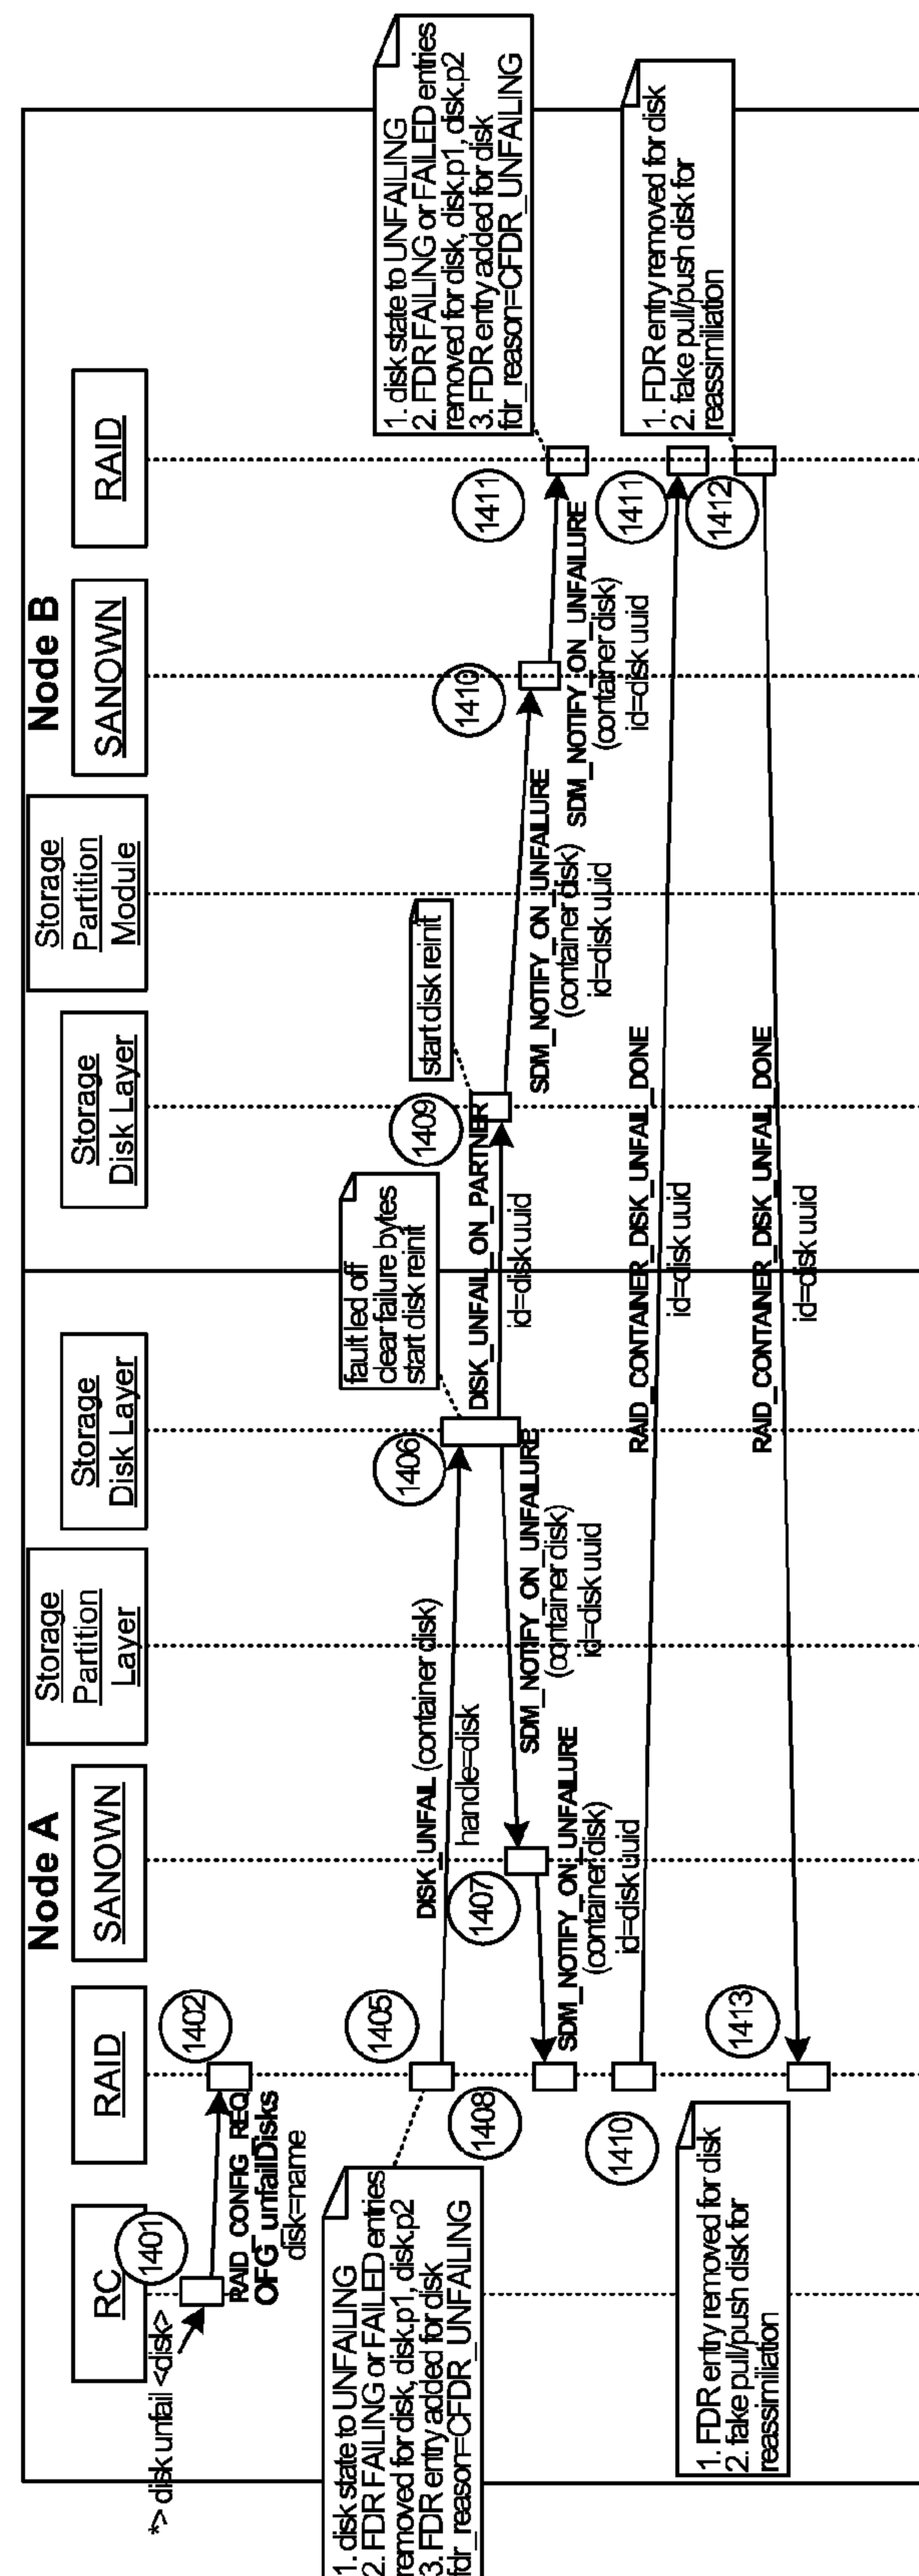 Node A
Node B
RC
RAID
SANOWN
Storage
Partition
Layer
Storage
Disk Layer
Storage
Disk Layer
Storage
Partition
Module
SANOWN
RAID
*> disk unfail <disk>
1401
1402
RAID_CONFIG_REQ
OFG_unfailDisks
disk=name
1. disk state to UNFAILING
2. FDR FAILING or FAILED entries
removed for disk, disk.p1, disk.p2
3. FDR entry added for disk
fdr_reason=CFDR_UNFAILING
1405
DISK_UNFAIL (container disk)
handle=disk
1406
fault led off
clear failure bytes
start disk reinit
DISK_UNFAIL_ON_PARTNER
id=disk uuid
1409
start disk reinit
SDM_NOTIFY_ON_UNFAILURE
(container disk)
id=disk uuid
1407
SDM_NOTIFY_ON_UNFAILURE
(container disk)
id=disk uuid
1408
SDM_NOTIFY_ON_UNFAILURE
(container disk)
id=disk uuid
1410
SDM_NOTIFY_ON_UNFAILURE
(container disk)
id=disk uuid
1411
1. disk state to UNFAILING
2. FDR FAILING or FAILED entries
removed for disk, disk.p1, disk.p2
3. FDR entry added for disk
fdr_reason=CFDR_UNFAILING
1410
RAID_CONTAINER_DISK_UNFAIL_DONE
id=disk uuid
1411
1412
1. FDR entry removed for disk
2. fake pull/push disk for
reassimiliation
RAID_CONTAINER_DISK_UNFAIL_DONE
id=disk uuid
1413
1. FDR entry removed for disk
2. fake pull/push disk for
reassimiliation